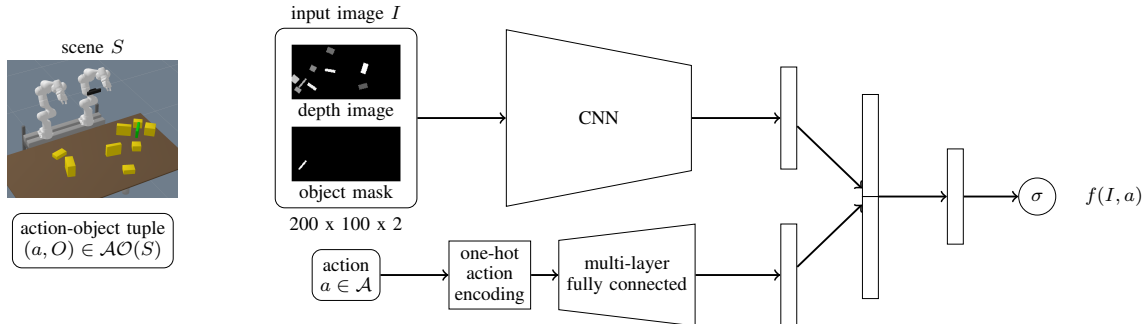 scene S
action-object tuple
(a, O) ∈ 𝒜𝒪(S)
input image I
depth image
object mask
200 x 100 x 2
CNN
action
a ∈ 𝒜
one-hot
action
encoding
multi-layer
fully connected
σ
f(I, a)